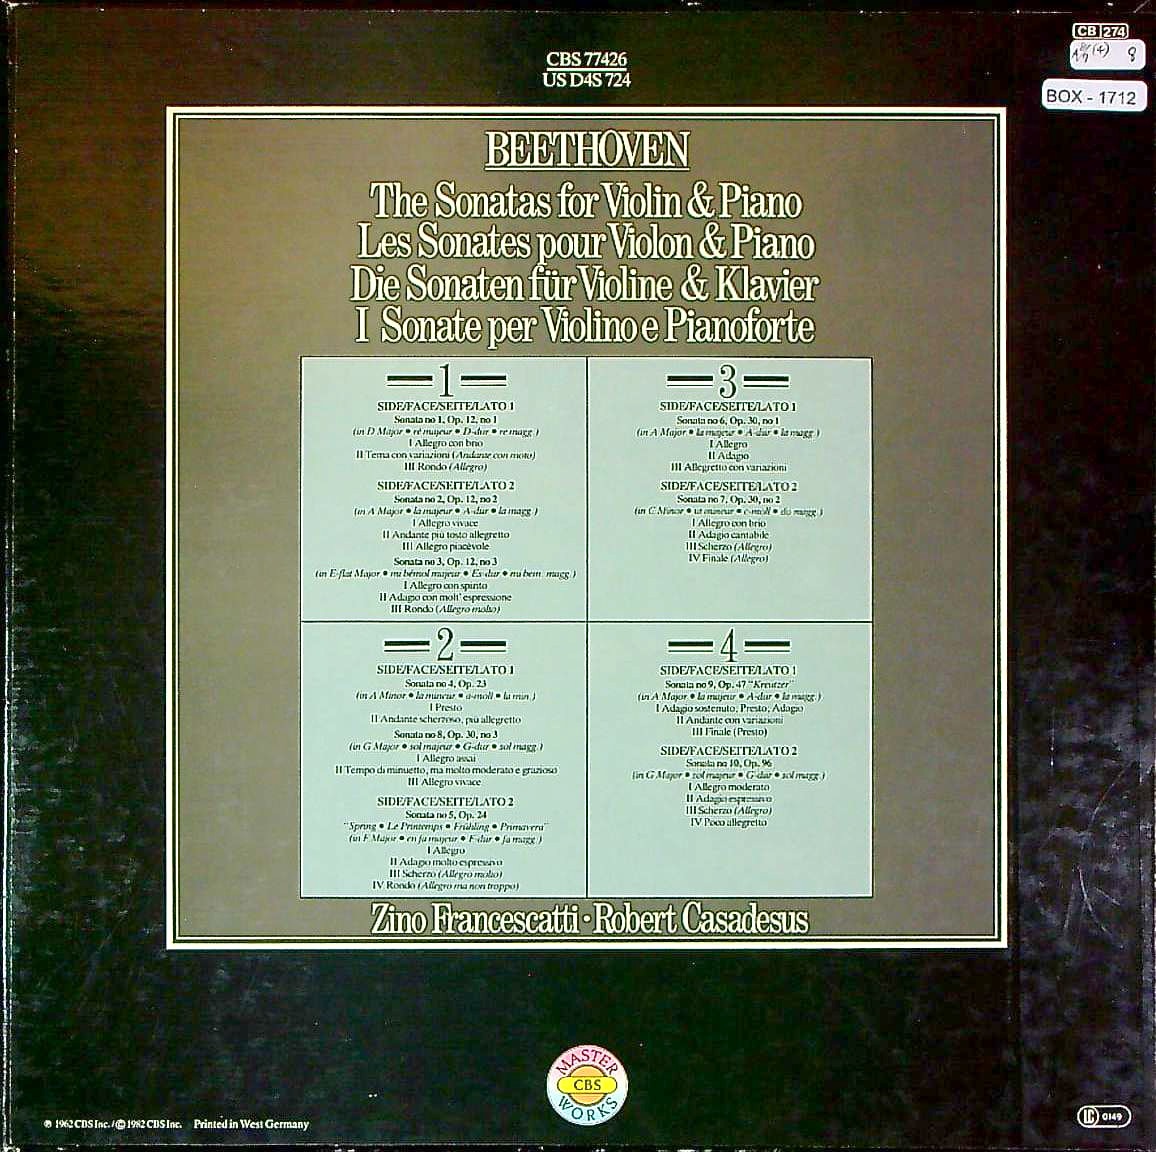 CBS 77426
US D4S 724
CB 274
8
BOX - 1712
BEETHOVEN
The Sonatas for Violin & Piano
Les Sonates pour Violon & Piano
Die Sonaten für Violine & Klavier
I Sonate per Violino e Pianoforte
1
SIDE/FACE/SEITE/LATO 1
Sonata no 1, Op. 12, no 1
(in D Major • ré majeur • D-dur • re magg.)
I Allegro con brio
II Tema con variazioni (Andante con moto)
III Rondo (Allegro)
SIDE/FACE/SEITE/LATO 2
Sonata no 2, Op. 12, no 2
(in A Major • la majeur • A-dur • la magg.)
I Allegro vivace
II Andante più tosto allegretto
III Allegro piacèvole
Sonata no 3, Op. 12, no 3
(in E-flat Major • mi bémol majeur • Es-dur • mi bem. magg.)
I Allegro con spirito
II Adagio con molt' espressione
III Rondo (Allegro molto)
2
SIDE/FACE/SEITE/LATO 1
Sonata no 4, Op. 23
(in A Minor • la mineur • a-moll • la min.)
I Presto
II Andante scherzoso, più allegretto
Sonata no 8, Op. 30, no 3
(in G Major • sol majeur • G-dur • sol magg.)
I Allegro assai
II Tempo di minuetto, ma molto moderato e grazioso
III Allegro vivace
SIDE/FACE/SEITE/LATO 2
Sonata no 5, Op. 24
"Spring • Le Printemps • Frühling • Primavera"
(in F Major • en fa majeur • F-dur • fa magg.)
I Allegro
II Adagio molto espressivo
III Scherzo (Allegro molto)
IV Rondo (Allegro ma non troppo)
3
SIDE/FACE/SEITE/LATO 1
Sonata no 6, Op. 30, no 1
(in A Major • la majeur • A-dur • la magg.)
I Allegro
II Adagio
III Allegretto con variazioni
SIDE/FACE/SEITE/LATO 2
Sonata no 7, Op. 30, no 2
(in C Minor • ut mineur • c-moll • do magg.)
I Allegro con brio
II Adagio cantabile
III Scherzo (Allegro)
IV Finale (Allegro)
4
SIDE/FACE/SEITE/LATO 1
Sonata no 9, Op. 47 "Kreutzer"
(in A Major • la majeur • A-dur • la magg.)
I Adagio sostenuto, Presto, Adagio
II Andante con variazioni
III Finale (Presto)
SIDE/FACE/SEITE/LATO 2
Sonata no 10, Op. 96
(in G Major • sol majeur • G-dur • sol magg.)
I Allegro moderato
II Adagio espressivo
III Scherzo (Allegro)
IV Poco allegretto
Zino Francescatti · Robert Casadesus
MASTER
CBS
WORKS
℗ 1962 CBS Inc. / © 1982 CBS Inc. Printed in West Germany
LC 0149